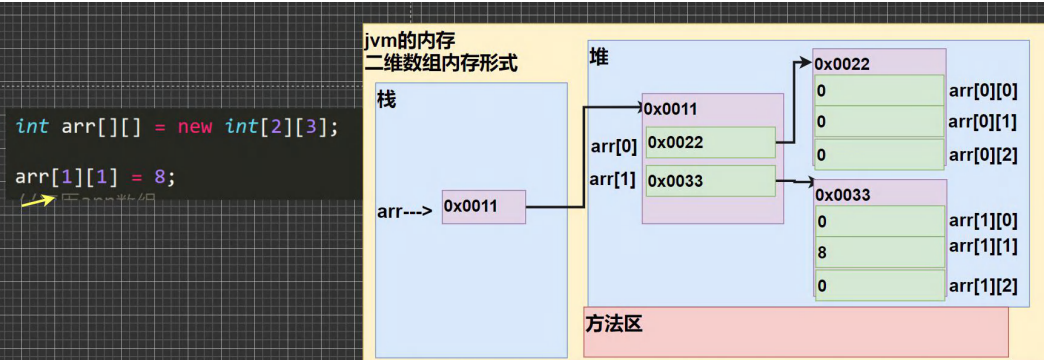 int arr[][] = new int[2][3];
arr[1][1] = 8;
jvm的内存
二维数组内存形式
栈
arr---> 0x0011
堆
0x0011
arr[0] 0x0022
arr[1] 0x0033
0x0022
0 arr[0][0]
0 arr[0][1]
0 arr[0][2]
0x0033
0 arr[1][0]
8 arr[1][1]
0 arr[1][2]
方法区